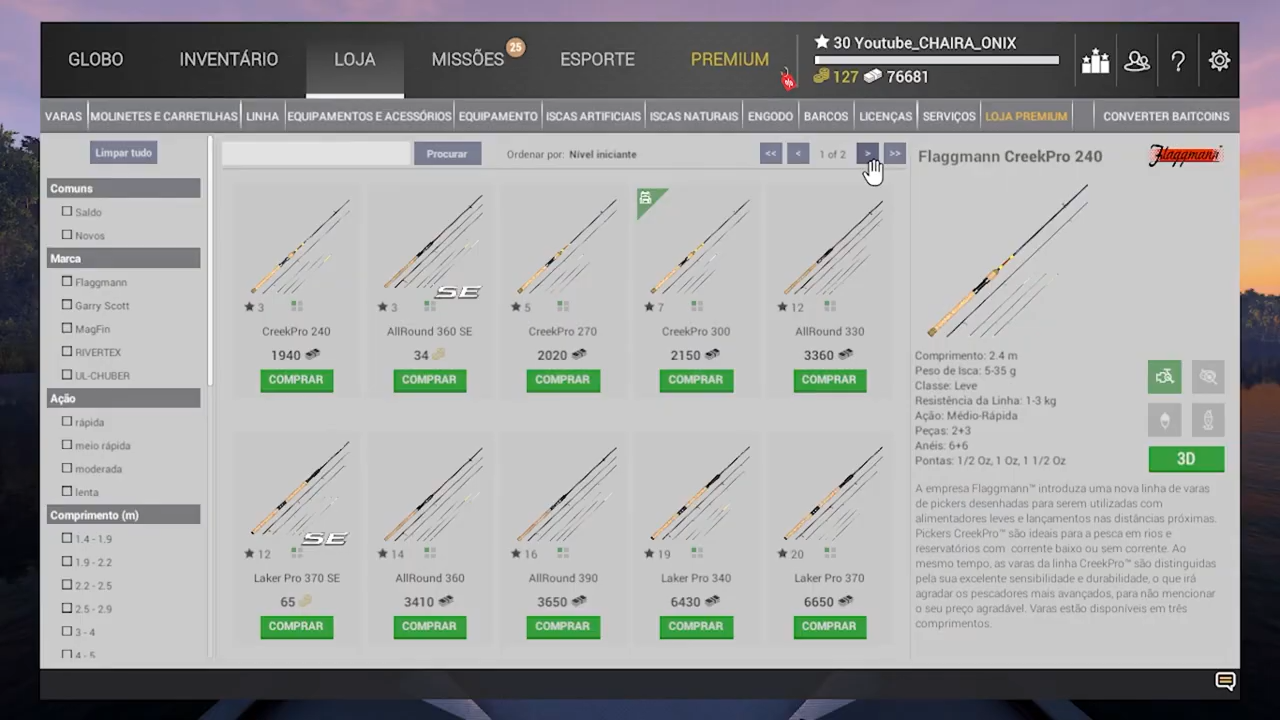 GLOBO INVENTÁRIO LOJA MISSÕES 25 ESPORTE PREMIUM %
30 Youtube_CHAIRA_ONIX
127 76681
?
VARAS MOLINETES E CARRETILHAS LINHA EQUIPAMENTOS E ACESSÓRIOS EQUIPAMENTO ISCAS ARTIFICIAIS ISCAS NATURAIS ENGODO BARCOS LICENÇAS SERVIÇOS LOJA PREMIUM CONVERTER BAITCOINS
Limpar tudo
Comuns
Saldo
Novos
Marca
Flaggmann
Garry Scott
MagFin
RIVERTEX
UL-CHUBER
Ação
rápida
meio rápida
moderada
lenta
Comprimento (m)
1.4 - 1.9
1.9 - 2.2
2.2 - 2.5
2.5 - 2.9
3 - 4
4 - 5
Procurar Ordenar por: Nível iniciante << < 1 of 2 > >>
3 3 SE 5 7 12
CreekPro 240 AllRound 360 SE CreekPro 270 CreekPro 300 AllRound 330
1940 34 2020 2150 3360
COMPRAR COMPRAR COMPRAR COMPRAR COMPRAR
12 SE 14 16 19 20
Laker Pro 370 SE AllRound 360 AllRound 390 Laker Pro 340 Laker Pro 370
65 3410 3650 6430 6650
COMPRAR COMPRAR COMPRAR COMPRAR COMPRAR
Flaggmann CreekPro 240 Flaggmann
Comprimento: 2.4 m
Peso de Isca: 5-35 g
Classe: Leve
Resistência da Linha: 1-3 kg
Ação: Médio-Rápida
Peças: 2+3
Anéis: 6+6
Pontas: 1/2 Oz, 1 Oz, 1 1/2 Oz
3D
A empresa Flaggmann™ introduza uma nova linha de varas
de pickers desenhadas para serem utilizadas com
alimentadores leves e lançamentos nas distâncias próximas.
Pickers CreekPro™ são ideais para a pesca em rios e
reservatórios com corrente baixo ou sem corrente. Ao
mesmo tempo, as varas da linha CreekPro™ são distinguidas
pela sua excelente sensibilidade e durabilidade, o que irá
agradar os pescadores mais avançados, para não mencionar
o seu preço agradável. Varas estão disponíveis em três
comprimentos.